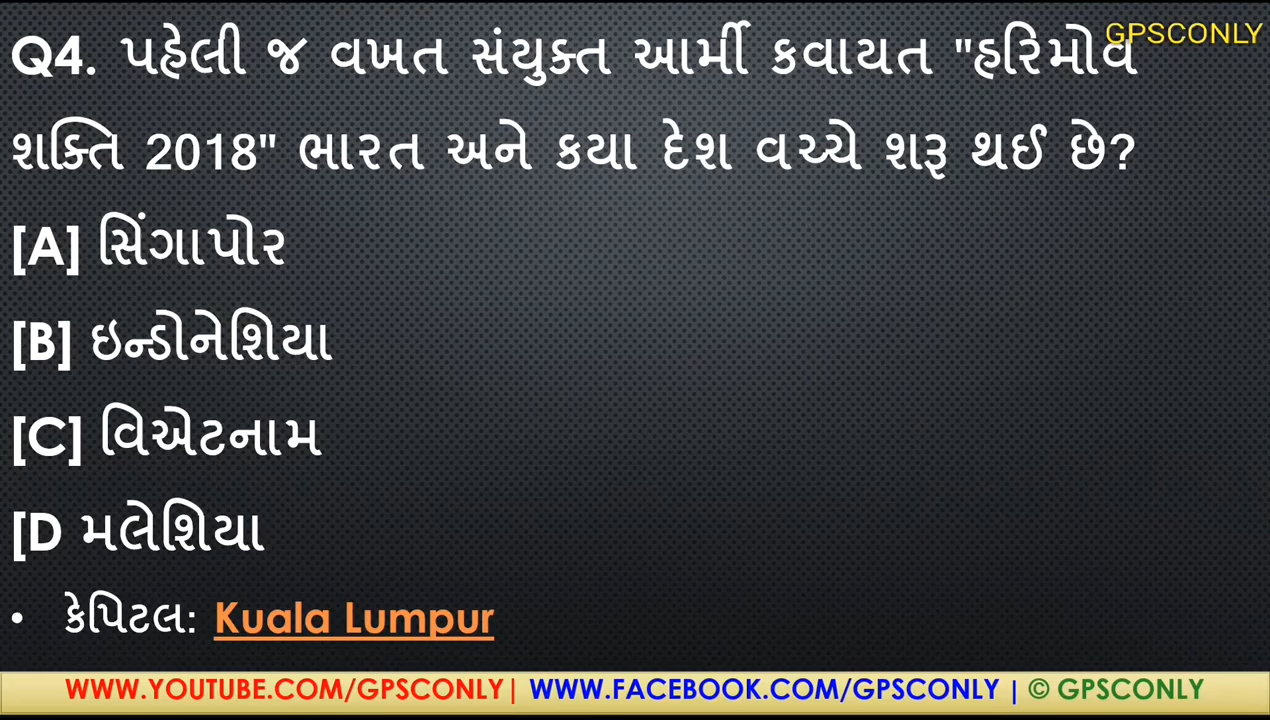 GPSCONLY
Q4. પહેલી જ વખત સંયુક્ત આર્મી કવાયત "હરિમોવ
શક્તિ 2018" ભારત અને કયા દેશ વચ્ચે શરૂ થઈ છે?
[A] સિંગાપોર
[B] ઇન્ડોનેશિયા
[C] વિએટનામ
[D મલેશિયા
• કેપિટલ: Kuala Lumpur
WWW.YOUTUBE.COM/GPSCONLY| WWW.FACEBOOK.COM/GPSCONLY | © GPSCONLY